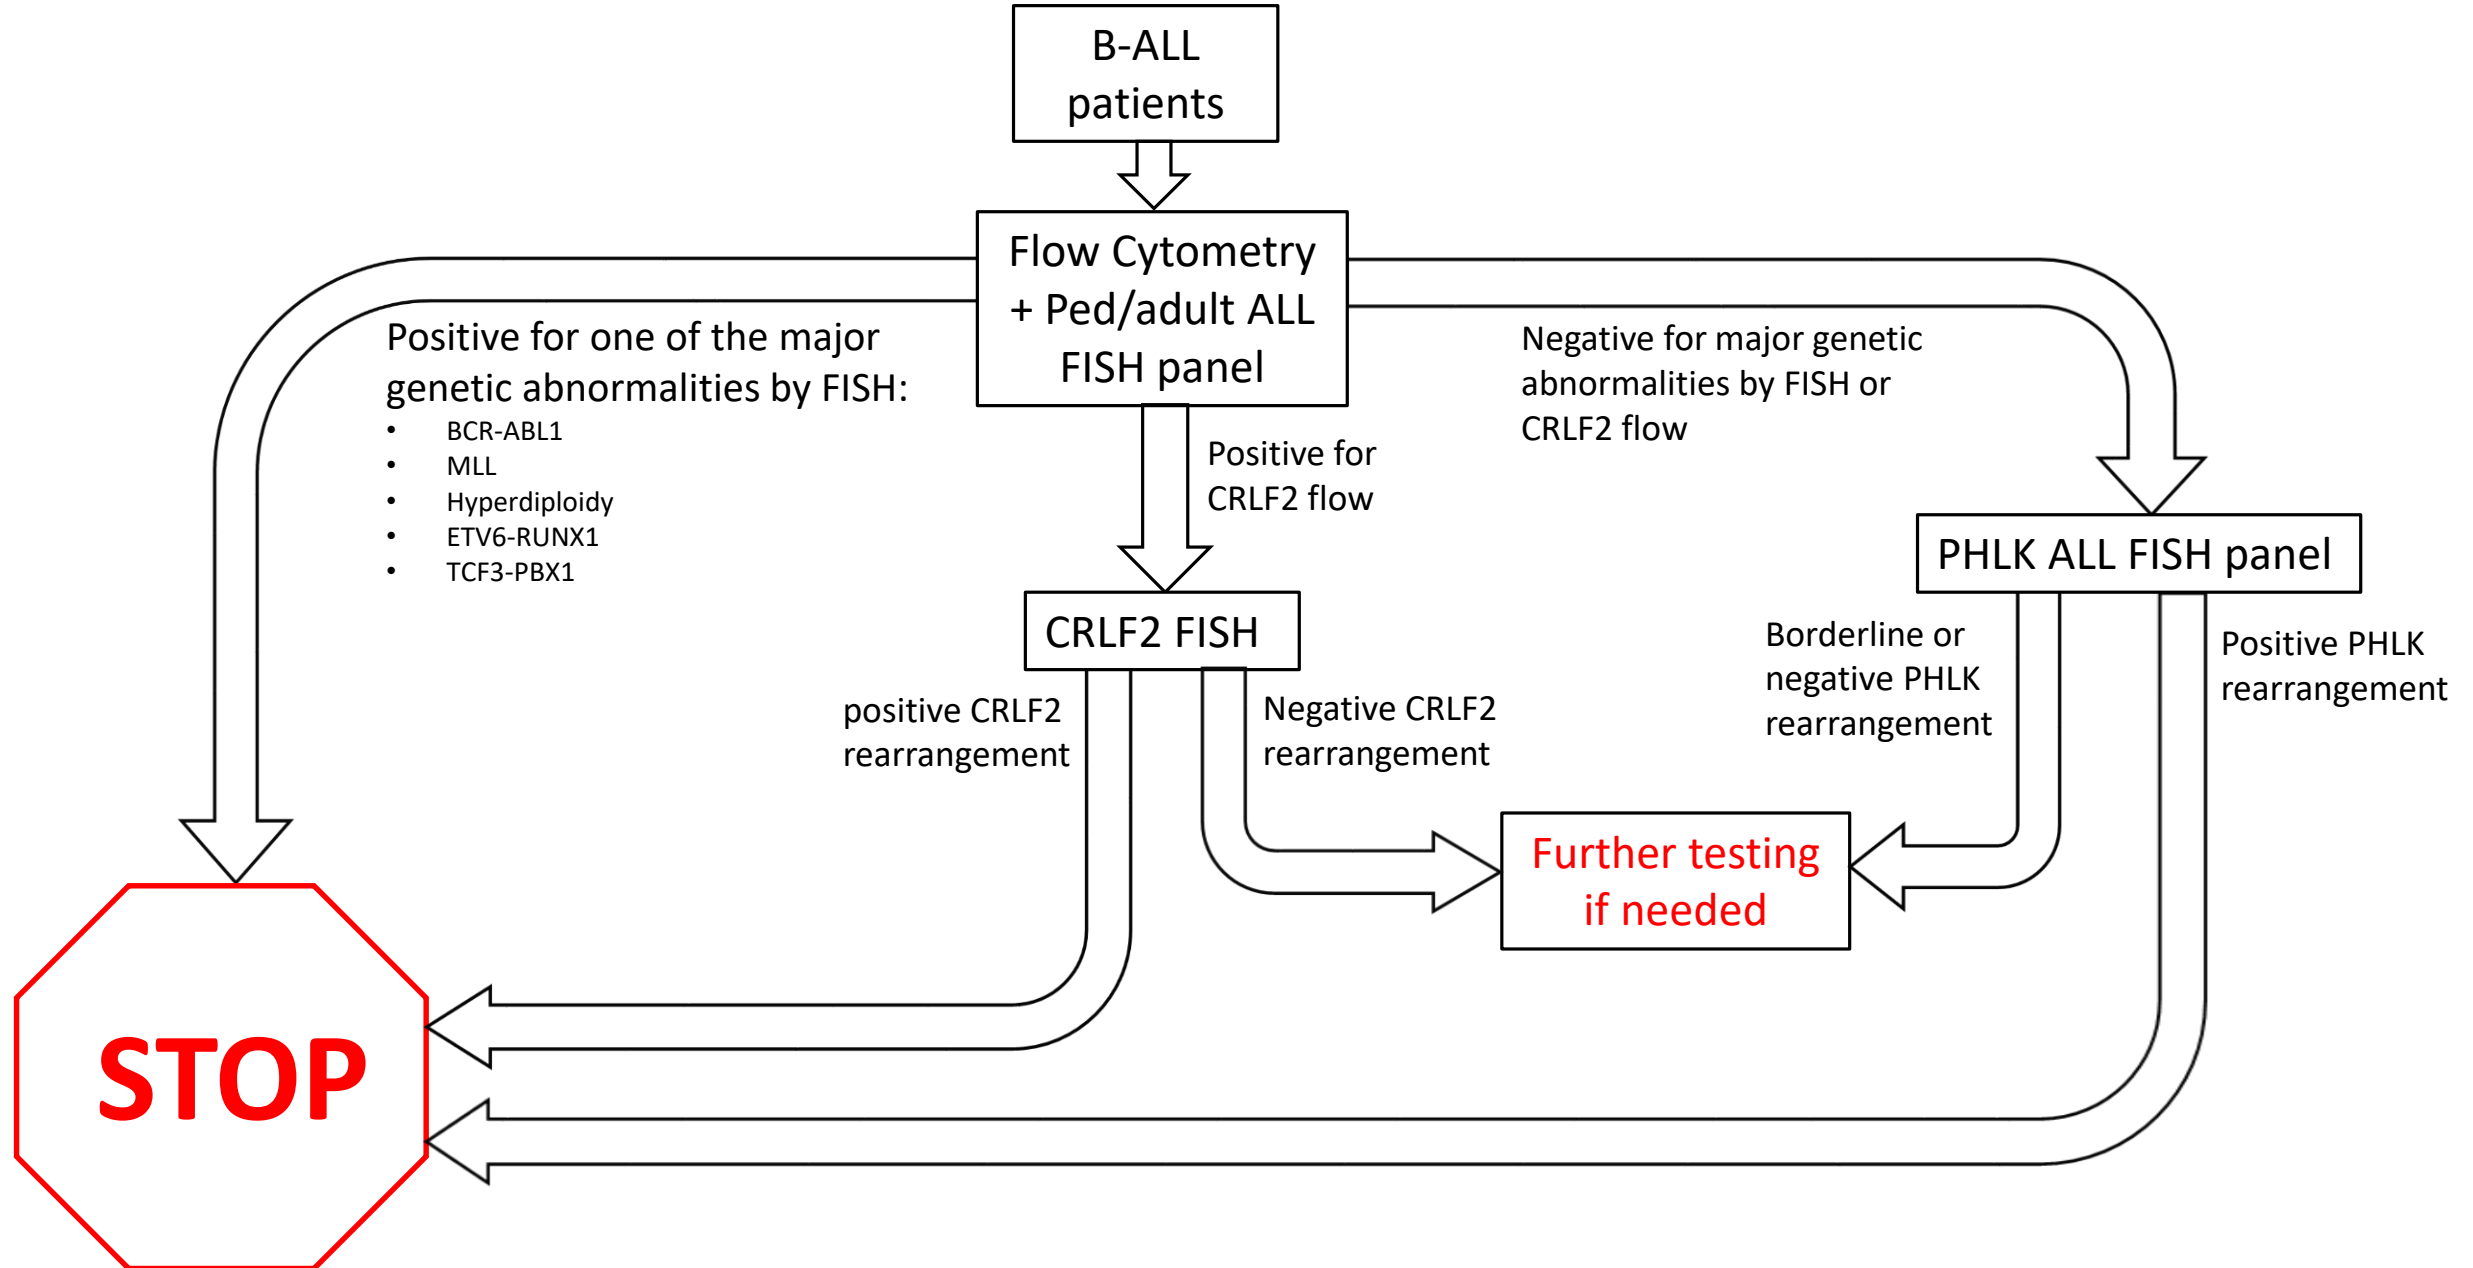 B-ALL
patients
Flow Cytometry
+ Ped/adult ALL
FISH panel
Positive for one of the major
genetic abnormalities by FISH:
• BCR-ABL1
• MLL
• Hyperdiploidy
• ETV6-RUNX1
• TCF3-PBX1
Positive for
CRLF2 flow
Negative for major genetic
abnormalities by FISH or
CRLF2 flow
PHLK ALL FISH panel
CRLF2 FISH
positive CRLF2
rearrangement
Negative CRLF2
rearrangement
Borderline or
negative PHLK
rearrangement
Positive PHLK
rearrangement
Further testing
if needed
STOP